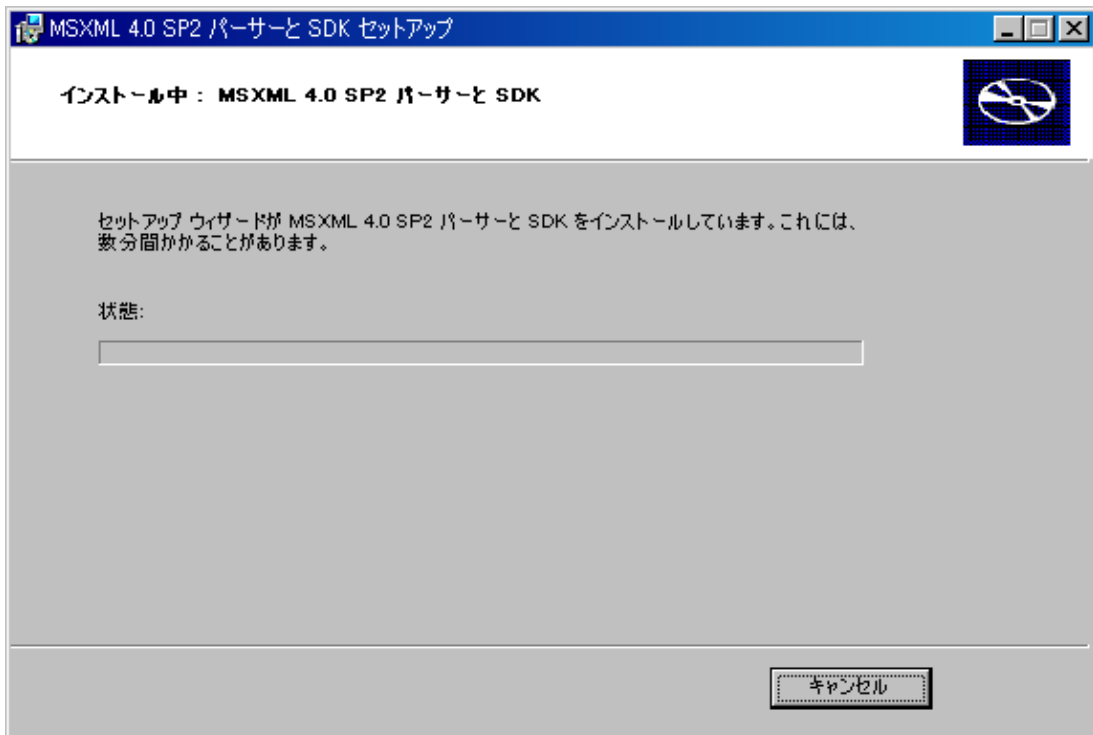 MSXML 4.0 SP2 パーサーと SDK セットアップ
インストール中 : MSXML 4.0 SP2 パーサーと SDK
セットアップ ウィザードが MSXML 4.0 SP2 パーサーと SDK をインストールしています。これには、
数分間かかることがあります。
状態:
キャンセル